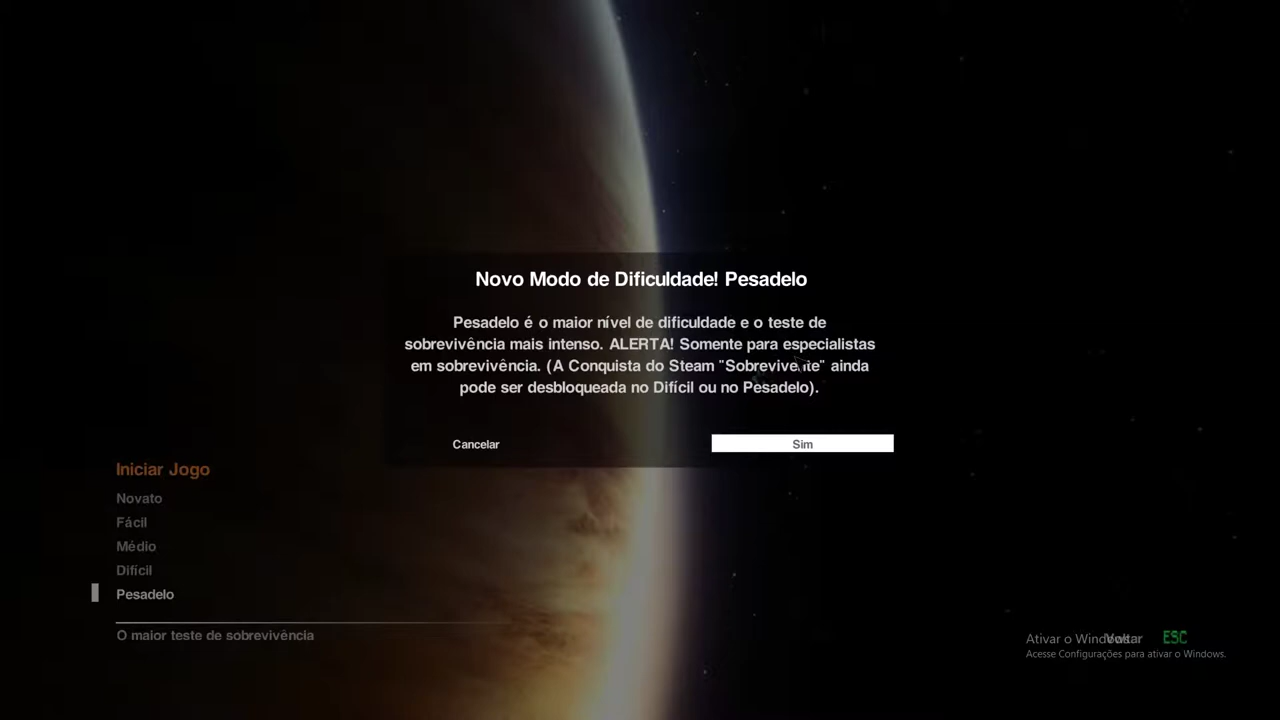 Novo Modo de Dificuldade! Pesadelo
Pesadelo é o maior nível de dificuldade e o teste de
sobrevivência mais intenso. ALERTA! Somente para especialistas
em sobrevivência. (A Conquista do Steam "Sobrevivente" ainda
pode ser desbloqueada no Difícil ou no Pesadelo).
Cancelar
Sim
Iniciar Jogo
Novato
Fácil
Médio
Difícil
Pesadelo
O maior teste de sobrevivência
Ativar o Windows
Voltar ESC
Acesse Configurações para ativar o Windows.